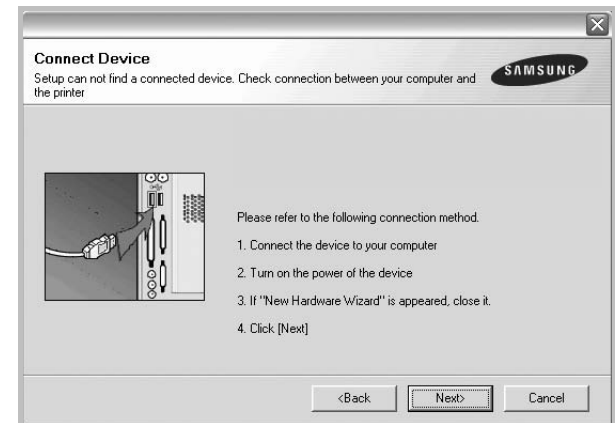 Connect Device
Setup can not find a connected device. Check connection between your computer and
the printer
SAMSUNG
Please refer to the following connection method.
1. Connect the device to your computer
2. Turn on the power of the device
3. If "New Hardware Wizard" is appeared, close it.
4. Click [Next]
<Back
Next>
Cancel